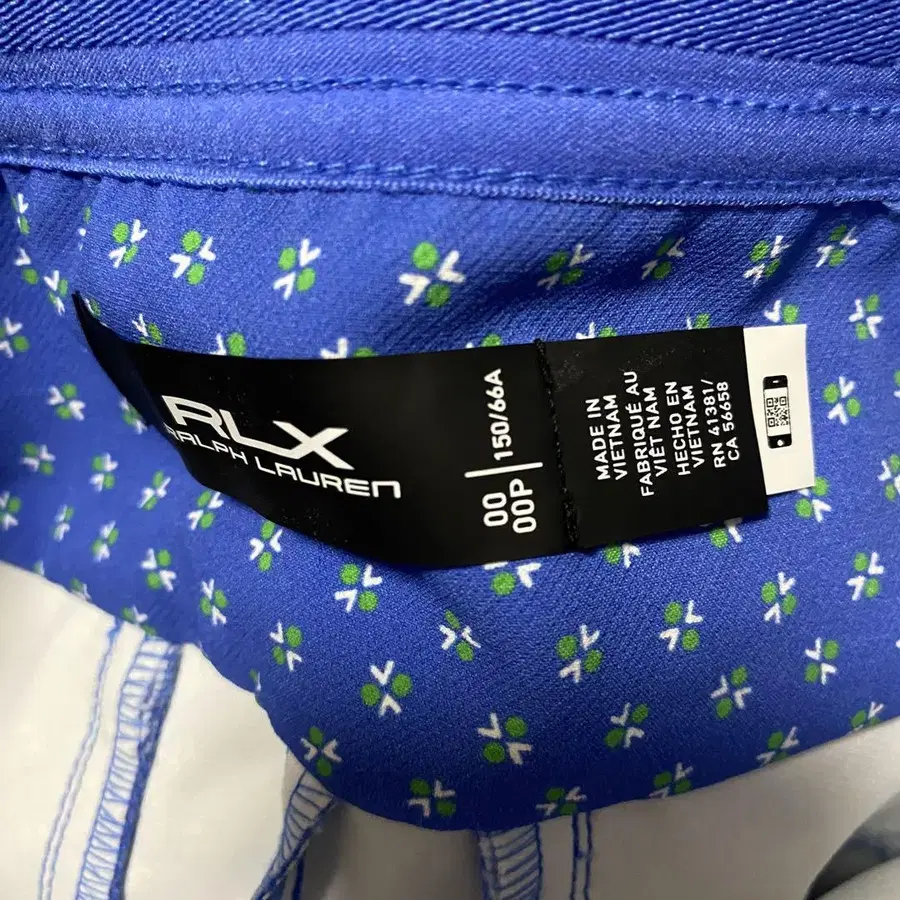 RLX
RALPH LAUREN
00
00P
150/66A
MADE IN
VIETNAM
FABRIQUÉ AU
VIÊT NAM
HECHO EN
VIETNAM
RN 41381/
CA 56658